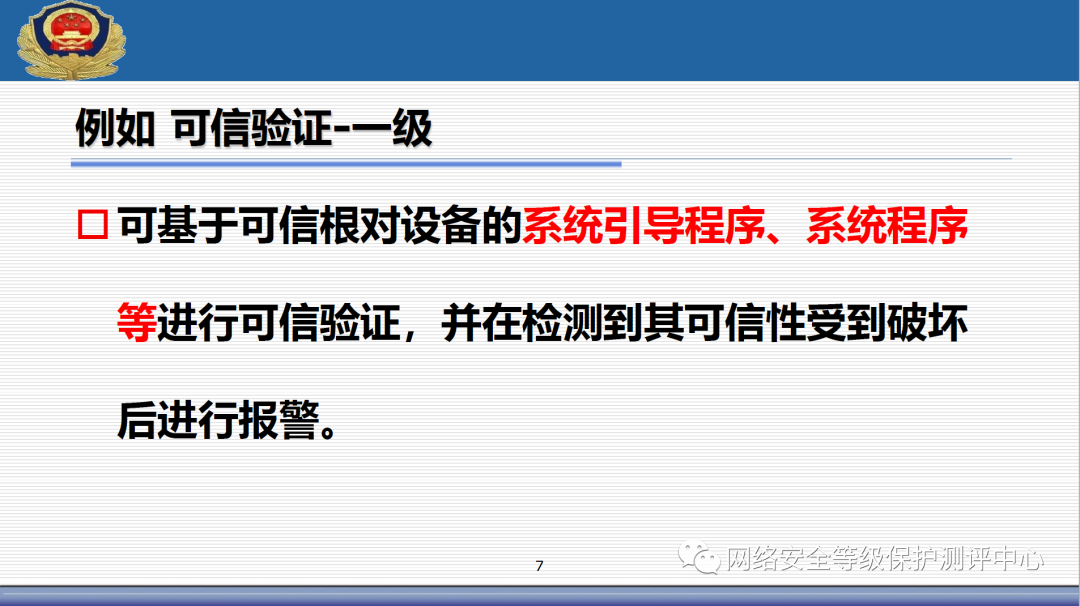 例如 可信验证-一级
可基于可信根对设备的系统引导程序、系统程序
等进行可信验证，并在检测到其可信性受到破坏
后进行报警。
7
网络安全等级保护测评中心